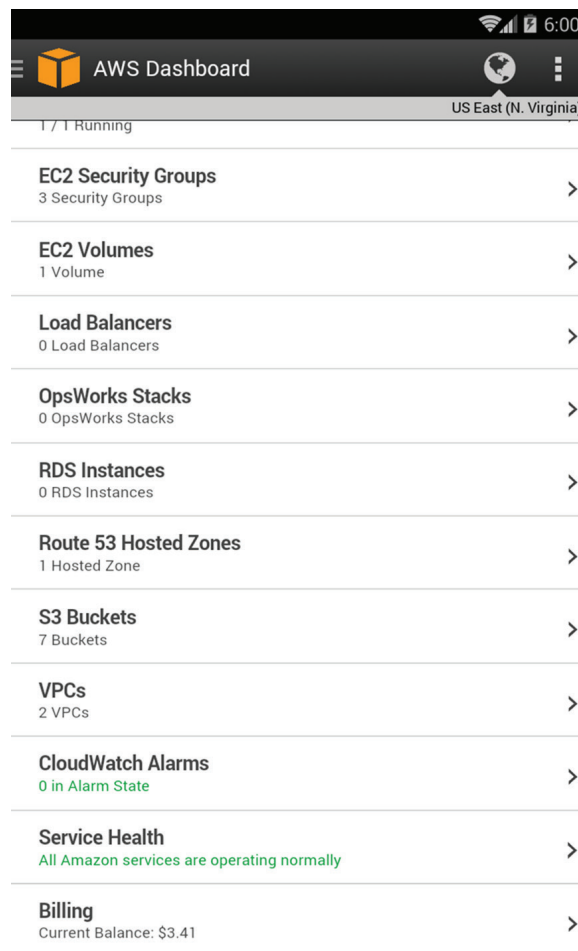 6:00
AWS Dashboard
US East (N. Virginia)
1 / 1 Running
EC2 Security Groups
3 Security Groups
EC2 Volumes
1 Volume
Load Balancers
0 Load Balancers
OpsWorks Stacks
0 OpsWorks Stacks
RDS Instances
0 RDS Instances
Route 53 Hosted Zones
1 Hosted Zone
S3 Buckets
7 Buckets
VPCs
2 VPCs
CloudWatch Alarms
0 in Alarm State
Service Health
All Amazon services are operating normally
Billing
Current Balance: $3.41